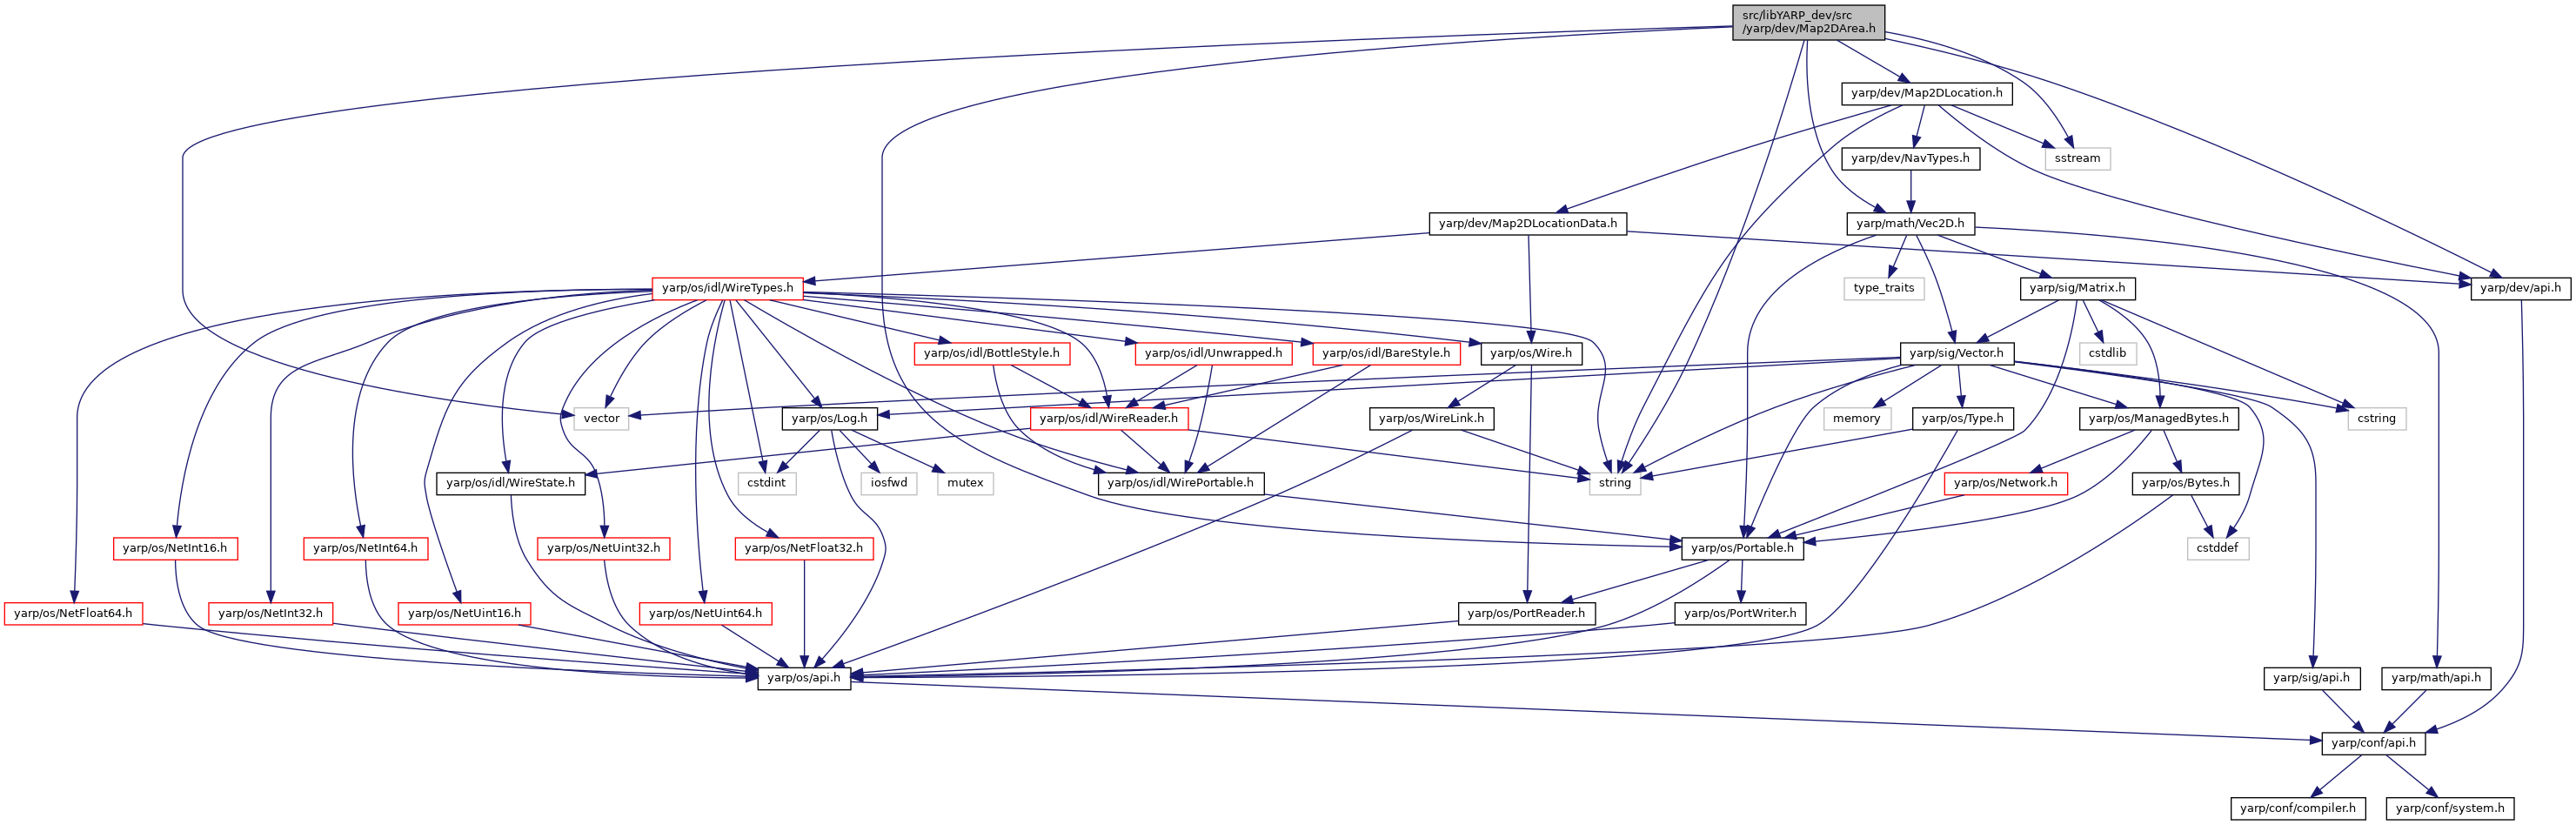 src/libYARP_dev/src
/yarp/dev/Map2DArea.h
yarp/dev/Map2DLocation.h
yarp/dev/NavTypes.h
sstream
yarp/dev/Map2DLocationData.h
yarp/math/Vec2D.h
yarp/os/idl/WireTypes.h
type_traits
yarp/sig/Matrix.h
yarp/dev/api.h
yarp/os/idl/BottleStyle.h
yarp/os/idl/Unwrapped.h
yarp/os/idl/BareStyle.h
yarp/os/Wire.h
yarp/sig/Vector.h
cstdlib
vector
yarp/os/Log.h
yarp/os/idl/WireReader.h
yarp/os/WireLink.h
memory
yarp/os/Type.h
yarp/os/ManagedBytes.h
cstring
yarp/os/idl/WireState.h
cstdint
iosfwd
mutex
yarp/os/idl/WirePortable.h
string
yarp/os/Network.h
yarp/os/Bytes.h
yarp/os/NetInt16.h
yarp/os/NetInt64.h
yarp/os/NetUint32.h
yarp/os/NetFloat32.h
yarp/os/Portable.h
cstddef
yarp/os/NetFloat64.h
yarp/os/NetInt32.h
yarp/os/NetUint16.h
yarp/os/NetUint64.h
yarp/os/PortReader.h
yarp/os/PortWriter.h
yarp/os/api.h
yarp/sig/api.h
yarp/math/api.h
yarp/conf/api.h
yarp/conf/compiler.h
yarp/conf/system.h